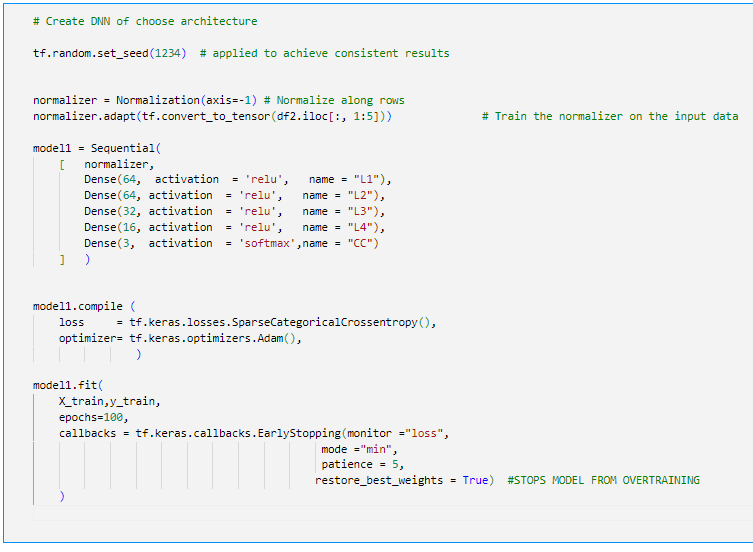 # Create DNN of choose architecture
tf.random.set_seed(1234)  # applied to achieve consistent results
normalizer = Normalization(axis=-1) # Normalize along rows
normalizer.adapt(tf.convert_to_tensor(df2.iloc[:, 1:5]))              # Train the normalizer on the input data
model1 = Sequential(
    [   normalizer,
        Dense(64,  activation  = 'relu',   name = "L1"),
        Dense(64, activation  = 'relu',   name = "L2"),
        Dense(32, activation  = 'relu',   name = "L3"),
        Dense(16, activation  = 'relu',   name = "L4"),
        Dense(3,  activation  = 'softmax',name = "CC")
    ]   )
model1.compile (
    loss     = tf.keras.losses.SparseCategoricalCrossentropy(),
    optimizer= tf.keras.optimizers.Adam(),
                )
model1.fit(
    X_train,y_train,
    epochs=100,
    callbacks = tf.keras.callbacks.EarlyStopping(monitor ="loss",
                                            mode ="min",
                                            patience = 5,
                                           restore_best_weights = True)  #STOPS MODEL FROM OVERTRAINING
    )